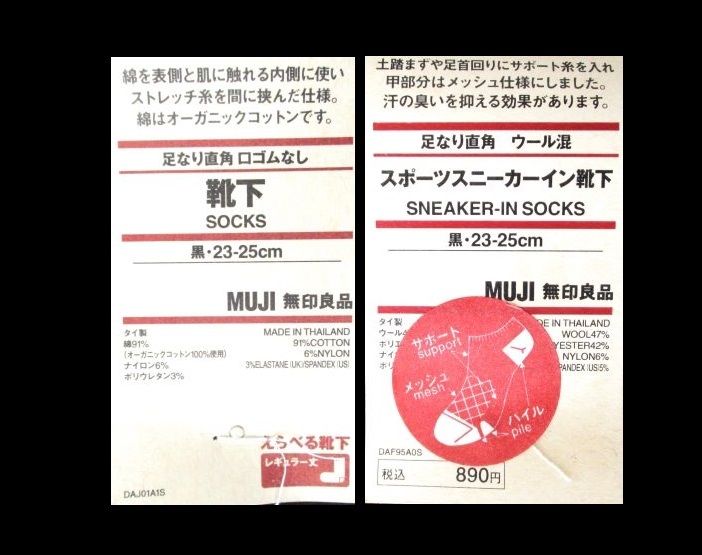 綿を表側と肌に触れる内側に使い
ストレッチ糸を間に挟んだ仕様。
綿はオーガニックコットンです。
足なり直角 口ゴムなし
靴下
SOCKS
黒・23-25cm
MUJI 無印良品
タイ製
綿91%
(オーガニックコットン100%使用)
ナイロン6%
ポリウレタン3%
MADE IN THAILAND
91%COTTON
6%NYLON
3%ELASTANE (UK)/SPANDEX (US)
えらべる靴下
レギュラー丈
DAJ01A1S
土踏まずや足首回りにサポート糸を入れ
甲部分はメッシュ仕様にしました。
汗の臭いを抑える効果があります。
足なり直角 ウール混
スポーツスニーカーイン靴下
SNEAKER-IN SOCKS
黒・23-25cm
MUJI 無印良品
タイ製
ウール4
ポリエ
ナイ
ポリ
DE IN THAILAND
WOOL47%
YESTER42%
NYLON6%
PANDEX (US)5%
サポート
support
メッシュ
mesh
パイル
pile
DAF95A0S
税込 890円